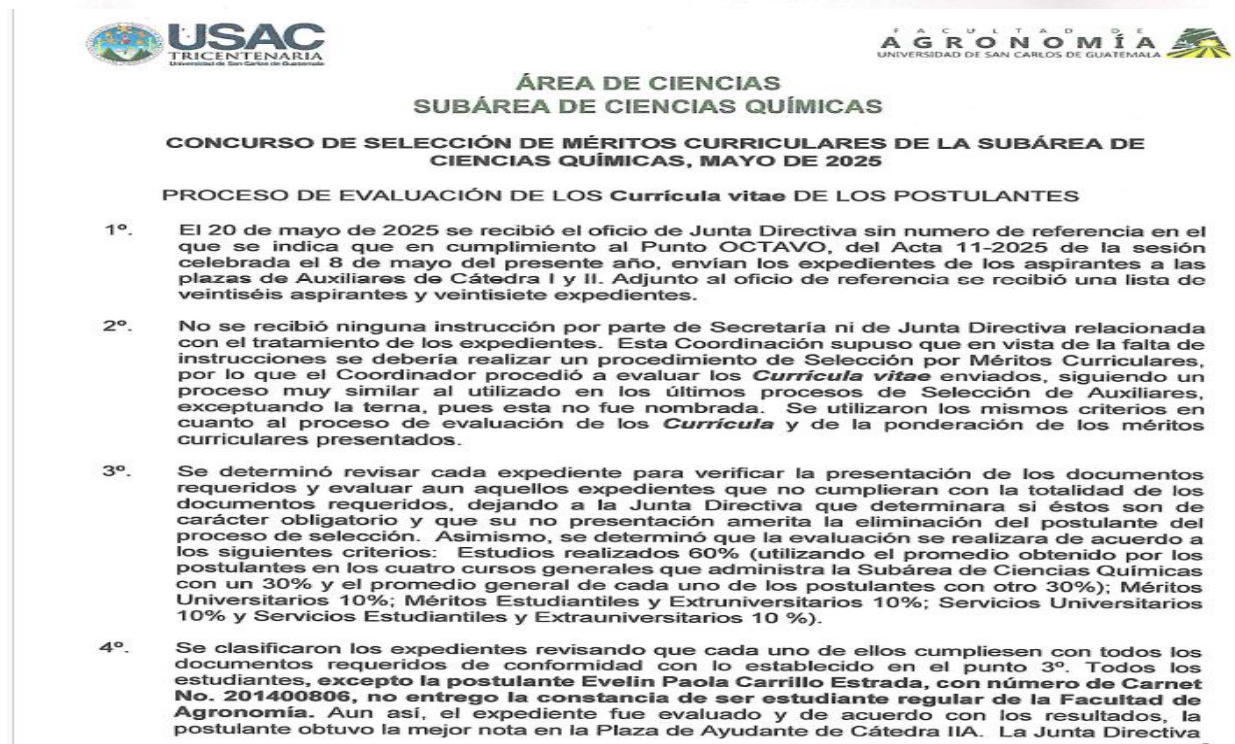 USAC
TRICENTENARIA
Universidad de San Carlos de Guatemala
FACULTAD DE
AGRONOMÍA
UNIVERSIDAD DE SAN CARLOS DE GUATEMALA
ÁREA DE CIENCIAS
SUBÁREA DE CIENCIAS QUÍMICAS
CONCURSO DE SELECCIÓN DE MÉRITOS CURRICULARES DE LA SUBÁREA DE
CIENCIAS QUÍMICAS, MAYO DE 2025
PROCESO DE EVALUACIÓN DE LOS Currícula vitae DE LOS POSTULANTES
1º. El 20 de mayo de 2025 se recibió el oficio de Junta Directiva sin numero de referencia en el
que se indica que en cumplimiento al Punto OCTAVO, del Acta 11-2025 de la sesión
celebrada el 8 de mayo del presente año, envían los expedientes de los aspirantes a las
plazas de Auxiliares de Cátedra I y II. Adjunto al oficio de referencia se recibió una lista de
veintiséis aspirantes y veintisiete expedientes.
2º. No se recibió ninguna instrucción por parte de Secretaría ni de Junta Directiva relacionada
con el tratamiento de los expedientes. Esta Coordinación supuso que en vista de la falta de
instrucciones se debería realizar un procedimiento de Selección por Méritos Curriculares,
por lo que el Coordinador procedió a evaluar los Currícula vitae enviados, siguiendo un
proceso muy similar al utilizado en los últimos procesos de Selección de Auxiliares,
exceptuando la terna, pues esta no fue nombrada. Se utilizaron los mismos criterios en
cuanto al proceso de evaluación de los Currícula y de la ponderación de los méritos
curriculares presentados.
3º. Se determinó revisar cada expediente para verificar la presentación de los documentos
requeridos y evaluar aun aquellos expedientes que no cumplieran con la totalidad de los
documentos requeridos, dejando a la Junta Directiva que determinara si éstos son de
carácter obligatorio y que su no presentación amerita la eliminación del postulante del
proceso de selección. Asimismo, se determinó que la evaluación se realizara de acuerdo a
los siguientes criterios: Estudios realizados 60% (utilizando el promedio obtenido por los
postulantes en los cuatro cursos generales que administra la Subárea de Ciencias Químicas
con un 30% y el promedio general de cada uno de los postulantes con otro 30%); Méritos
Universitarios 10%; Méritos Estudiantiles y Extruniversitarios 10%; Servicios Universitarios
10% y Servicios Estudiantiles y Extrauniversitarios 10 %).
4º. Se clasificaron los expedientes revisando que cada uno de ellos cumpliesen con todos los
documentos requeridos de conformidad con lo establecido en el punto 3º. Todos los
estudiantes, excepto la postulante Evelin Paola Carrillo Estrada, con número de Carnet
No. 201400806, no entrego la constancia de ser estudiante regular de la Facultad de
Agronomía. Aun así, el expediente fue evaluado y de acuerdo con los resultados, la
postulante obtuvo la mejor nota en la Plaza de Ayudante de Cátedra IIA. La Junta Directiva